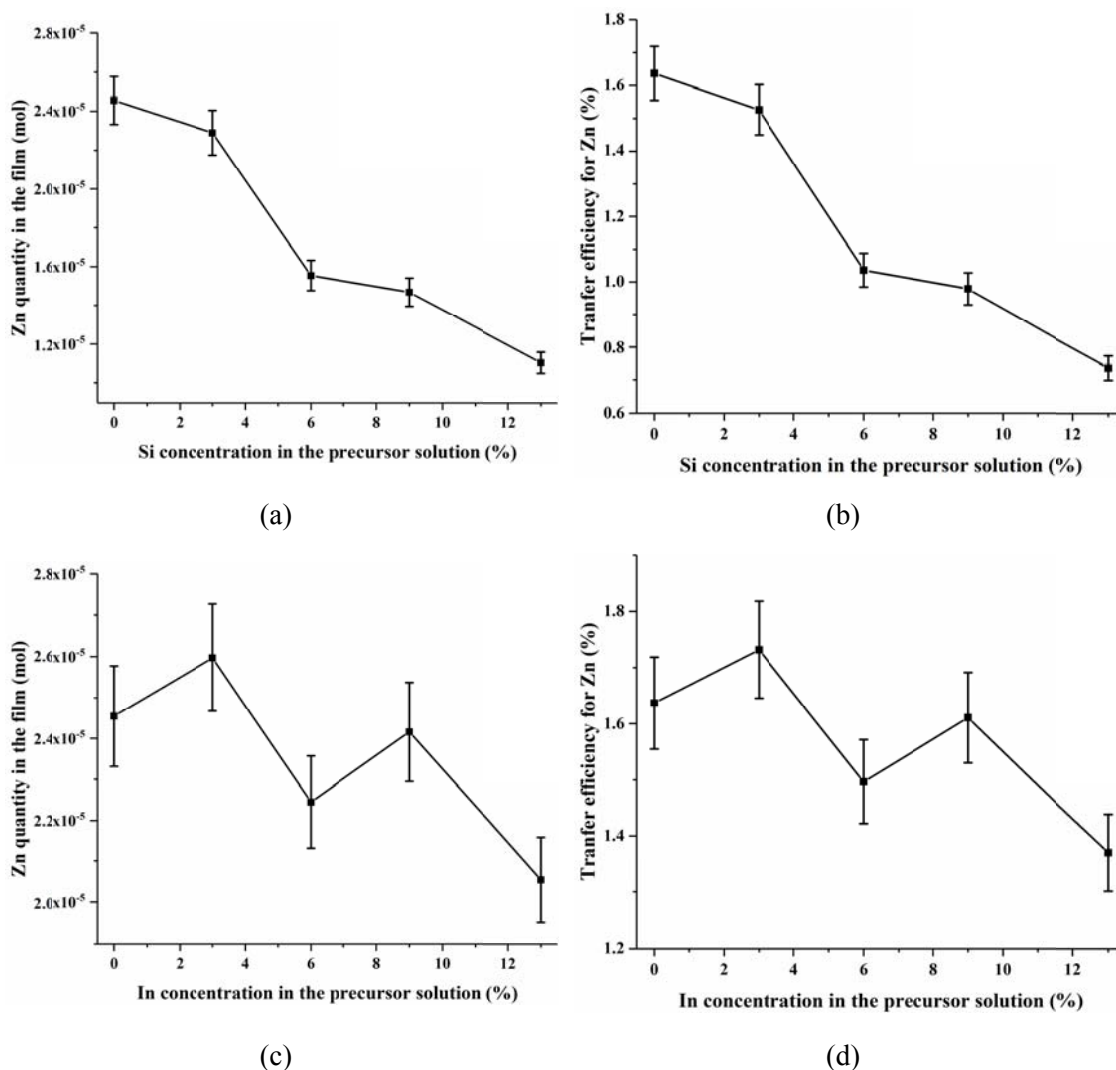 2.8x10⁻⁵
2.4x10⁻⁵
2.0x10⁻⁵
1.6x10⁻⁵
1.2x10⁻⁵
Zn quantity in the film (mol)
0 2 4 6 8 10 12
Si concentration in the precursor solution (%)
(a)
1.8
1.6
1.4
1.2
1.0
0.8
0.6
Tranfer efficiency for Zn (%)
0 2 4 6 8 10 12
Si concentration in the precursor solution (%)
(b)
2.8x10⁻⁵
2.6x10⁻⁵
2.4x10⁻⁵
2.2x10⁻⁵
2.0x10⁻⁵
Zn quantity in the film (mol)
0 2 4 6 8 10 12
In concentration in the precursor solution (%)
(c)
1.8
1.6
1.4
1.2
Tranfer efficiency for Zn (%)
0 2 4 6 8 10 12
In concentration in the precursor solution (%)
(d)